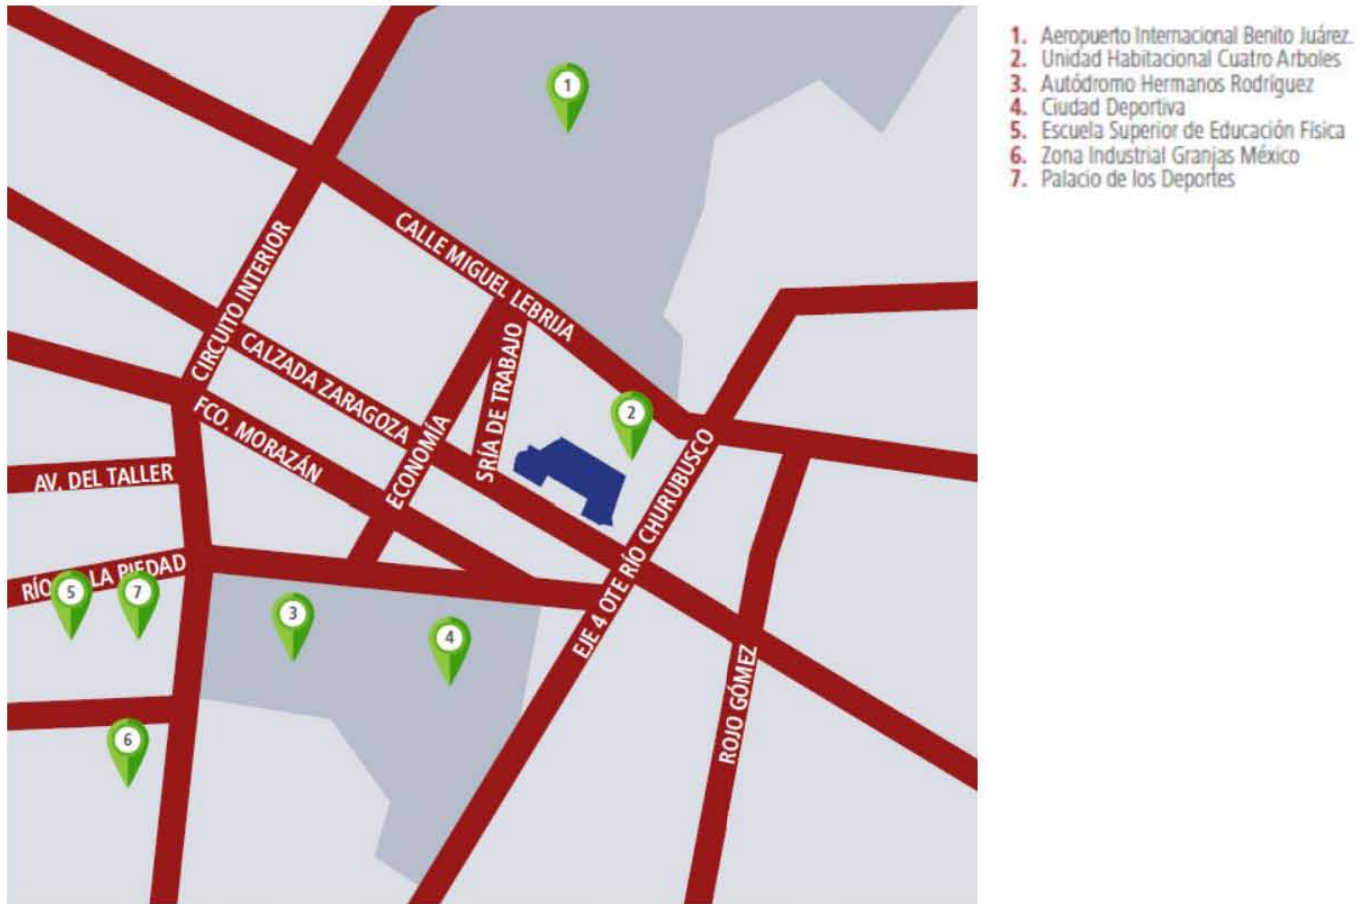 1
CALLE MIGUEL LEBRIJA
CIRCUITO INTERIOR
CALZADA ZARAGOZA
SRÍA DE TRABAJO
2
FCO. MORAZÁN
ECONOMÍA
AV. DEL TALLER
EJE 4 OTE RÍO CHURUBUSCO
RÍO LA PIEDAD
5
7
3
4
ROJO GÓMEZ
6
1. Aeropuerto Internacional Benito Juárez.
2. Unidad Habitacional Cuatro Arboles
3. Autódromo Hermanos Rodríguez
4. Ciudad Deportiva
5. Escuela Superior de Educación Física
6. Zona Industrial Granjas México
7. Palacio de los Deportes